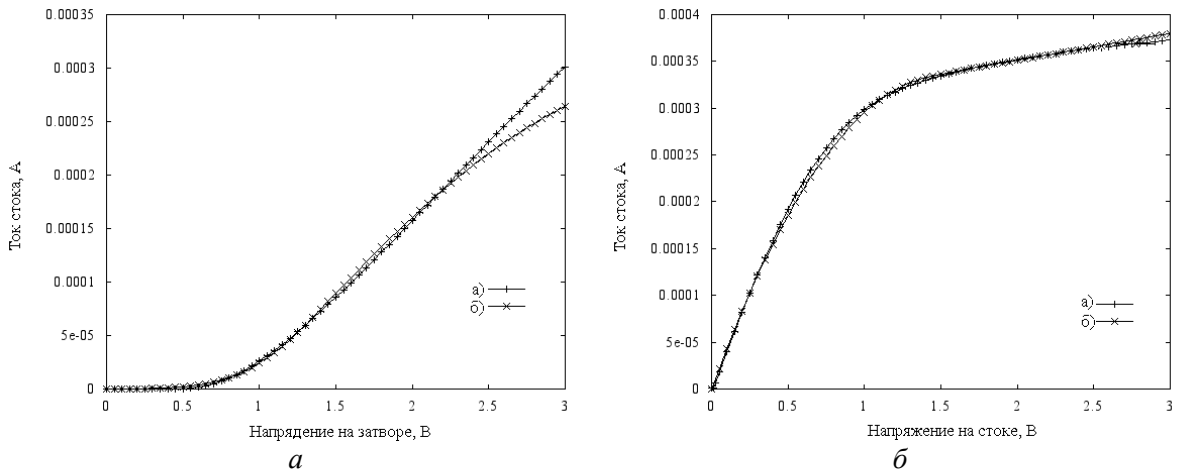 0.00035
0.0003
0.00025
0.0002
0.00015
0.0001
5e-05
0
0 0.5 1 1.5 2 2.5 3
Ток стока, А
Напрядение на затворе, В
а)
б)
а
0.0004
0.00035
0.0003
0.00025
0.0002
0.00015
0.0001
5e-05
0
0 0.5 1 1.5 2 2.5 3
Ток стока, А
Напряжение на стоке, В
а)
б)
б